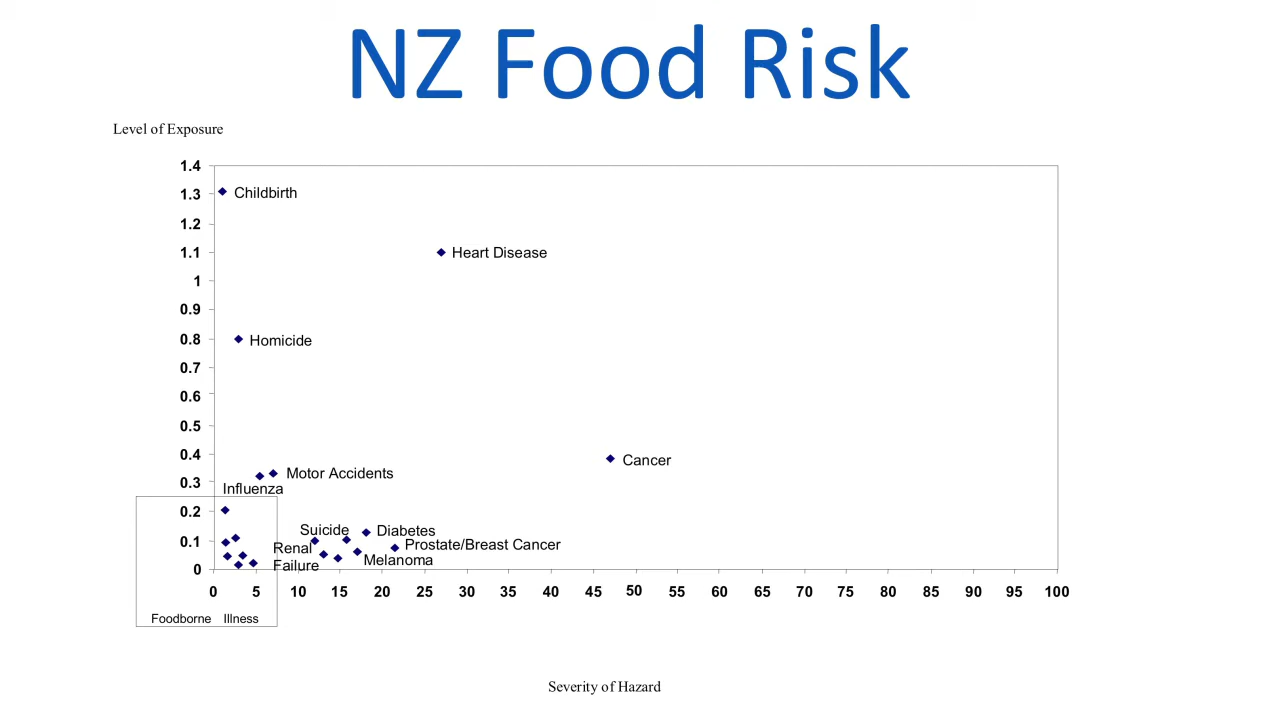 NZ Food Risk
Level of Exposure
1.4
1.3
Childbirth
1.2
1.1
Heart Disease
1
0.9
0.8
Homicide
0.7
0.6
0.5
0.4
Cancer
Motor Accidents
0.3
Influenza
0.2
Suicide
Diabetes
0.1
Prostate/Breast Cancer
Renal
Melanoma
Failure
0
0 5 10 15 20 25 30 35 40 45 50 55 60 65 70 75 80 85 90 95 100
Foodborne Illness
Severity of Hazard